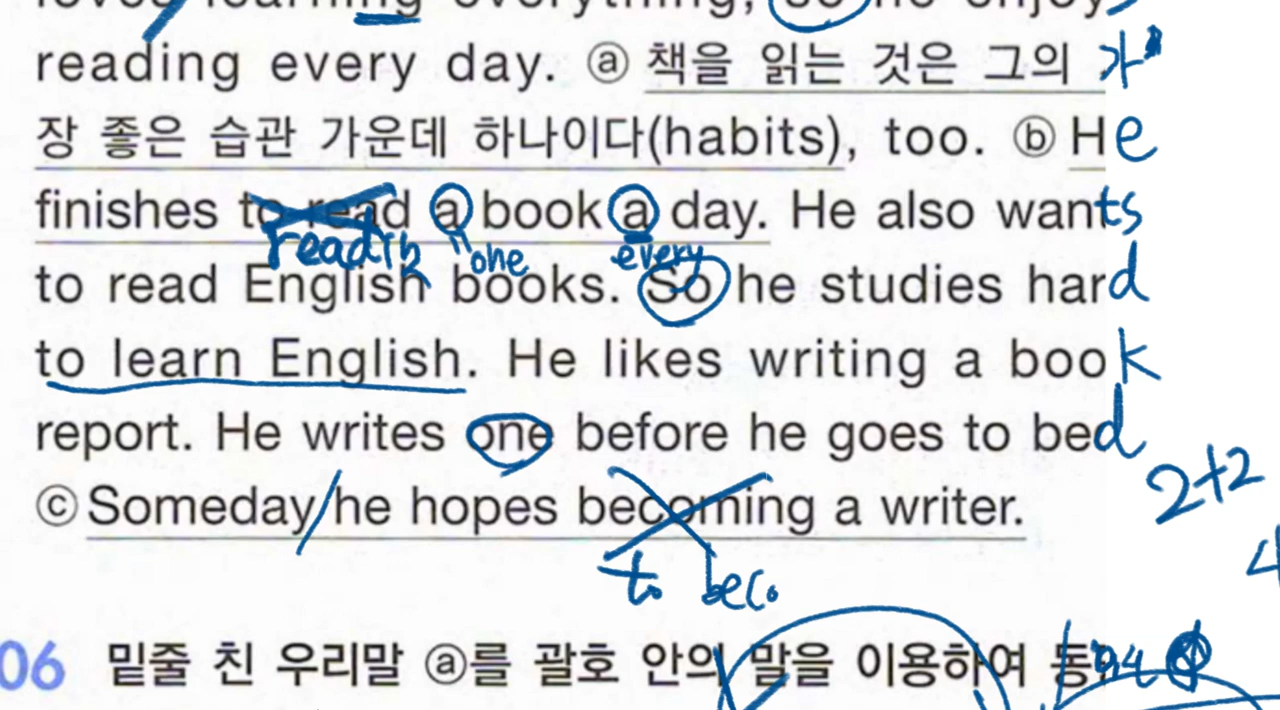 loves learning everything, so he enjoys
reading every day. ⓐ 책을 읽는 것은 그의 가
장 좋은 습관 가운데 하나이다(habits), too. ⓑ He
finishes to read a book a day. He also wants
reading one every
to read English books. So he studies hard
to learn English. He likes writing a book
report. He writes one before he goes to bed
2+2
ⓒ Someday he hopes becoming a writer.
4
to beco
06 밑줄 친 우리말 ⓐ를 괄호 안의 말을 이용하여